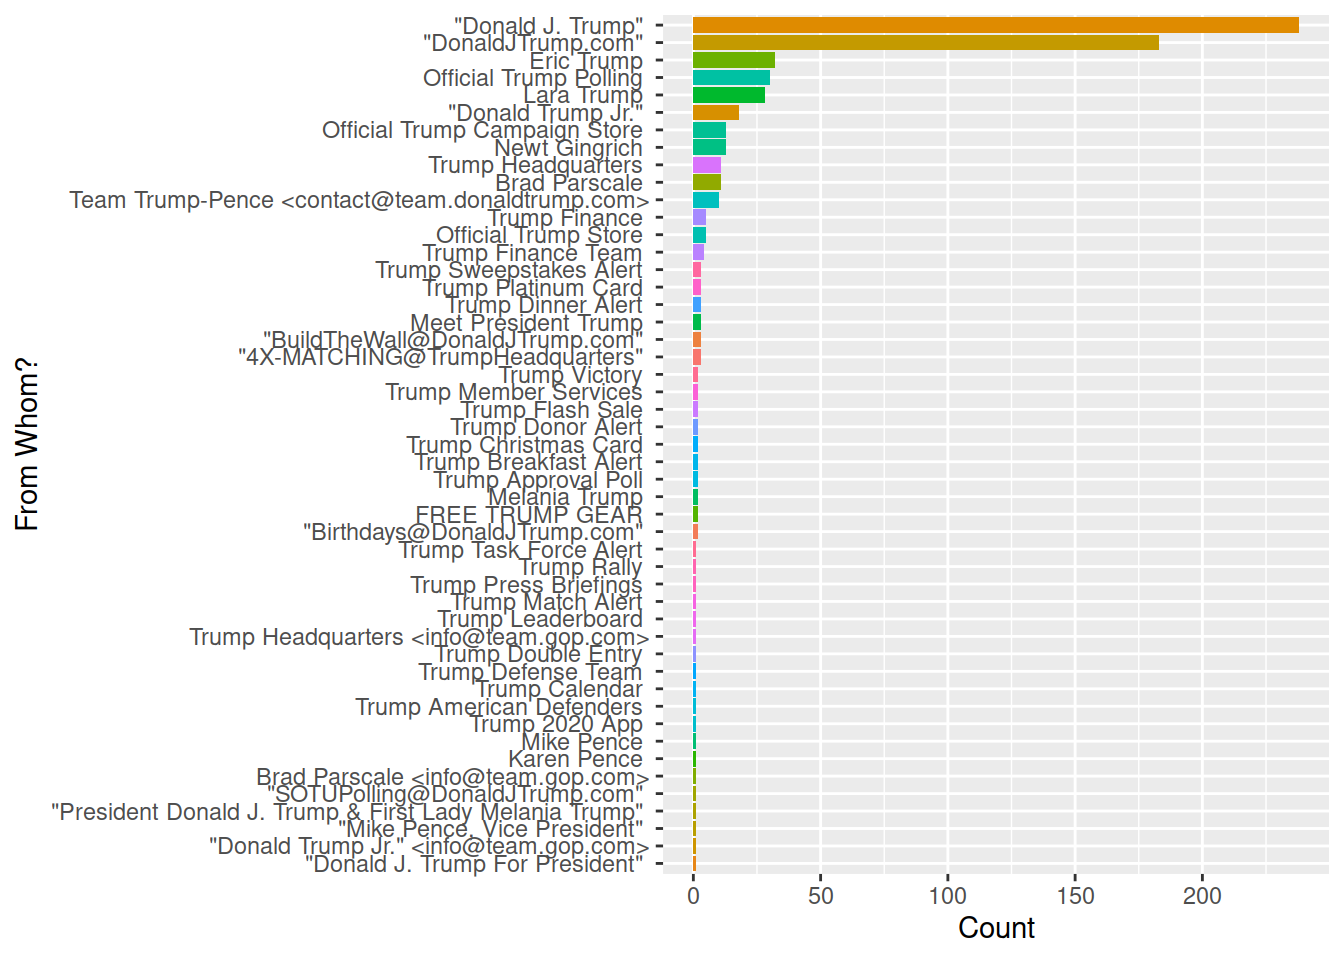 "Donald J. Trump"
"DonaldJTrump.com"
Eric Trump
Official Trump Polling
Lara Trump
"Donald Trump Jr."
Official Trump Campaign Store
Newt Gingrich
Trump Headquarters
Brad Parscale
Team Trump-Pence <contact@team.donaldtrump.com>
Trump Finance
Official Trump Store
Trump Finance Team
Trump Sweepstakes Alert
Trump Platinum Card
Trump Dinner Alert
Meet President Trump
"BuildTheWall@DonaldJTrump.com"
"4X-MATCHING@TrumpHeadquarters"
Trump Victory
Trump Member Services
Trump Flash Sale
Trump Donor Alert
Trump Christmas Card
Trump Breakfast Alert
Trump Approval Poll
Melania Trump
FREE TRUMP GEAR
"Birthdays@DonaldJTrump.com"
Trump Task Force Alert
Trump Rally
Trump Press Briefings
Trump Match Alert
Trump Leaderboard
Trump Headquarters <info@team.gop.com>
Trump Double Entry
Trump Defense Team
Trump Calendar
Trump American Defenders
Trump 2020 App
Mike Pence
Karen Pence
Brad Parscale <info@team.gop.com>
"SOTUPolling@DonaldJTrump.com"
"President Donald J. Trump & First Lady Melania Trump"
"Mike Pence, Vice President"
"Donald Trump Jr." <info@team.gop.com>
"Donald J. Trump For President"
From Whom?
0 50 100 150 200
Count